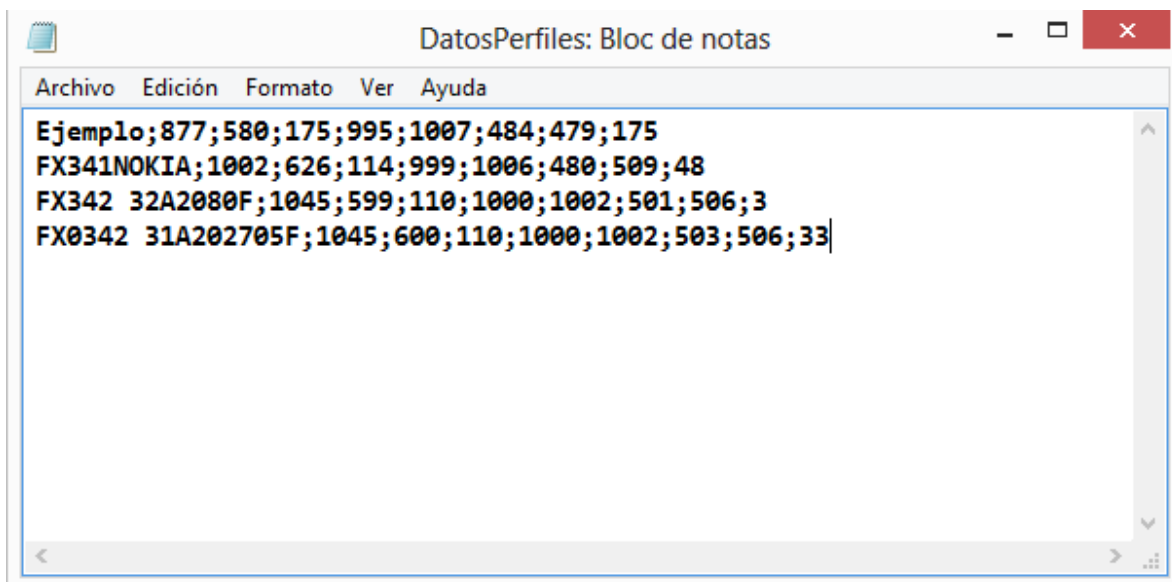 DatosPerfiles: Bloc de notas
Archivo Edición Formato Ver Ayuda
Ejemplo;877;580;175;995;1007;484;479;175
FX341NOKIA;1002;626;114;999;1006;480;509;48
FX342 32A2080F;1045;599;110;1000;1002;501;506;3
FX0342 31A202705F;1045;600;110;1000;1002;503;506;33